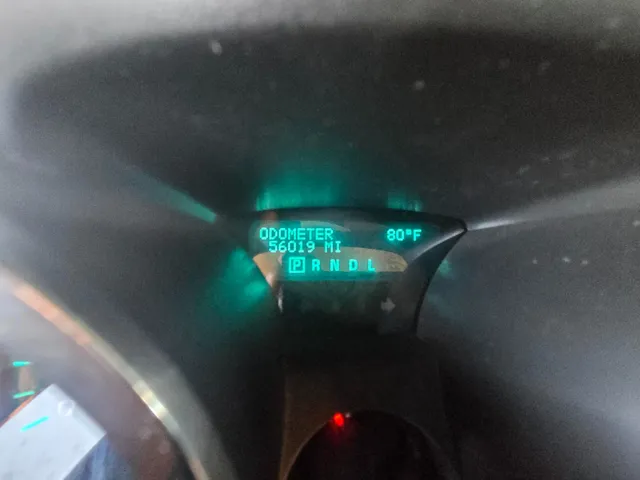 ODOMETER 80°F
56019 MI
P R N D L